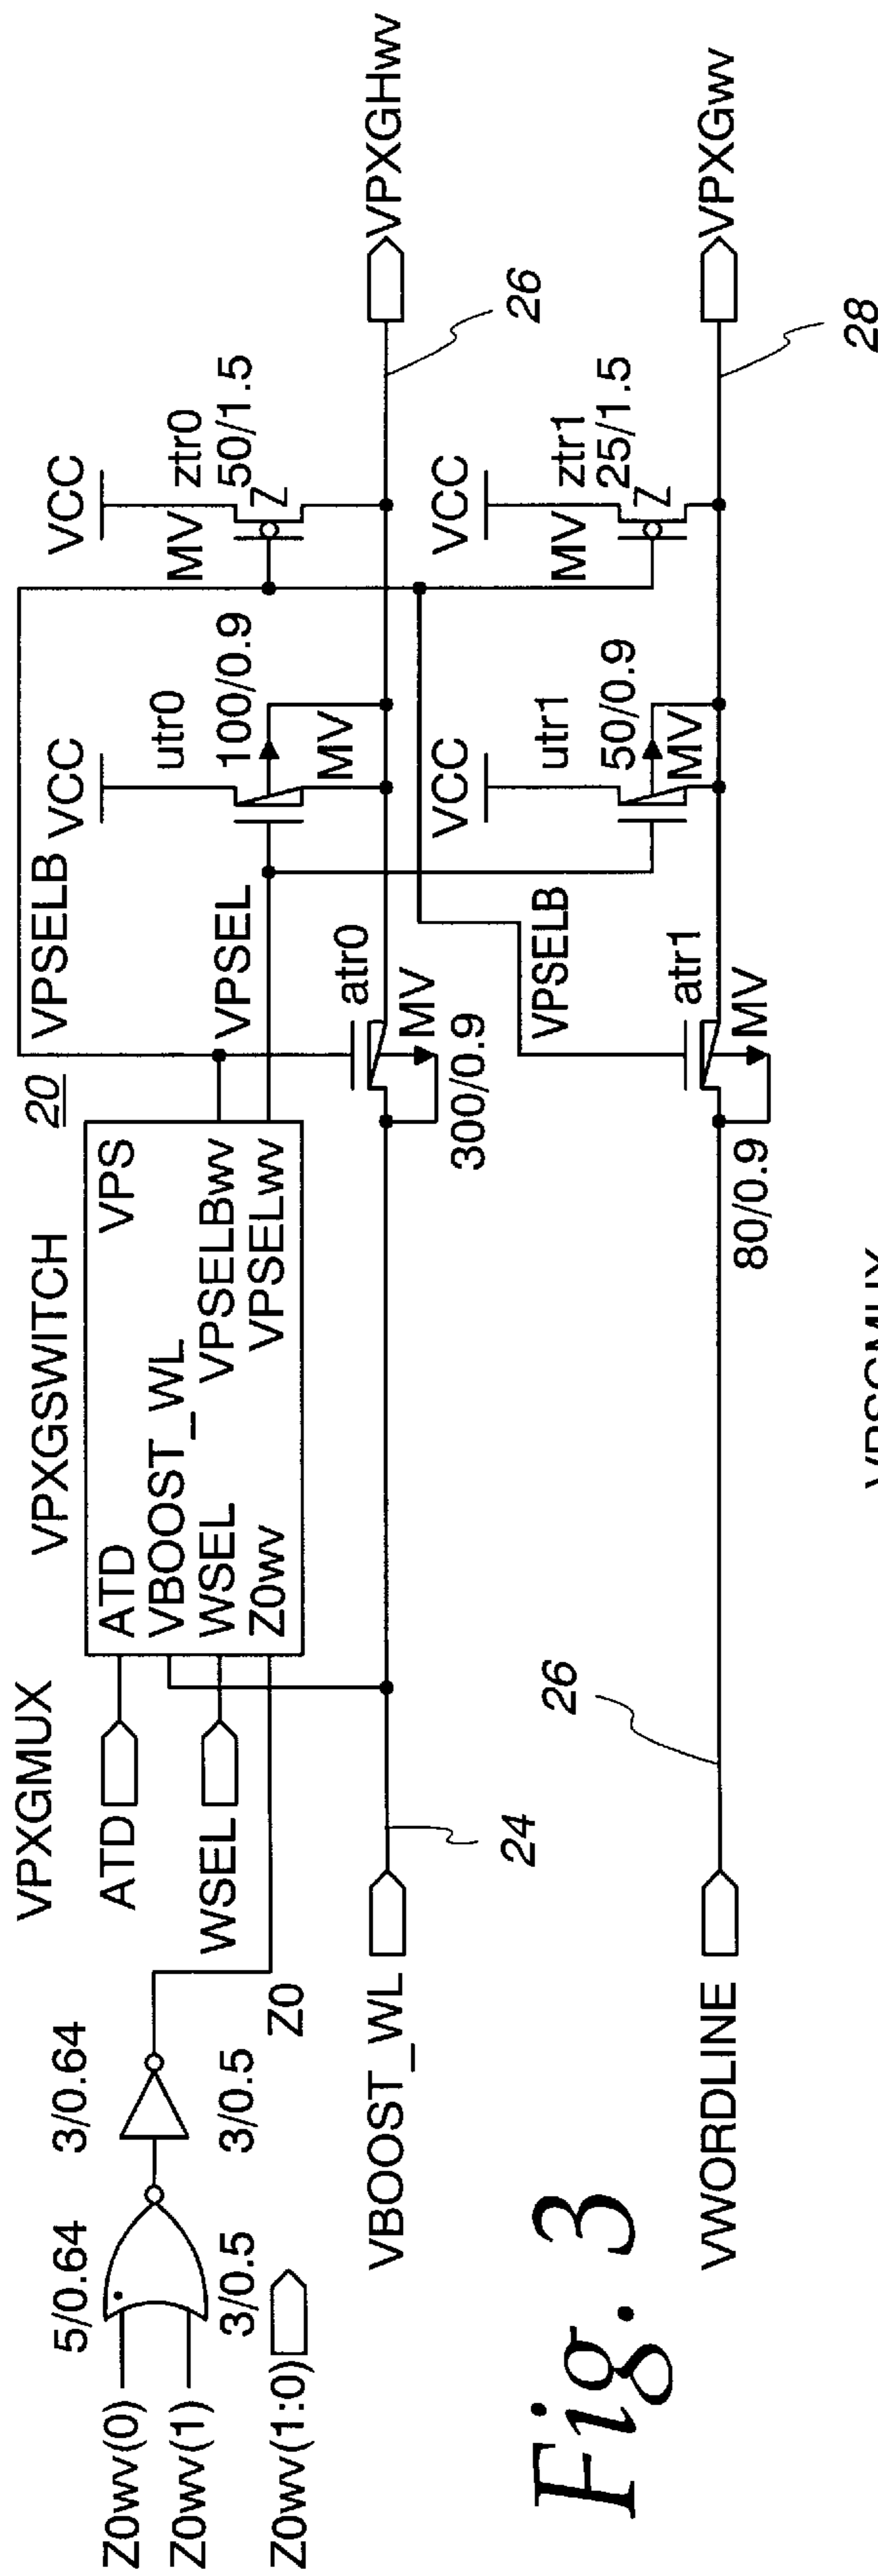 VPXGMUX
VPXGSWITCH
20
ATD
WSEL
ATD
VBOOST_WL
WSEL
Z0wv
VPS
VPSELBwv
VPSELwv
VPSELB
VPSEL
Z0wv(0)
Z0wv(1)
Z0wv(1:0)
5/0.64
3/0.5
3/0.64
3/0.5
Z0
VCC
utr0
100/0.9
MV
VCC
ztr0
50/1.5
MV
Z
VBOOST_WL
24
atr0
MV
300/0.9
26
VPXGHwv
VPSELB
VCC
utr1
50/0.9
MV
VCC
ztr1
25/1.5
MV
Z
VWORDLINE
26
atr1
MV
80/0.9
28
VPXGwv
Fig. 3